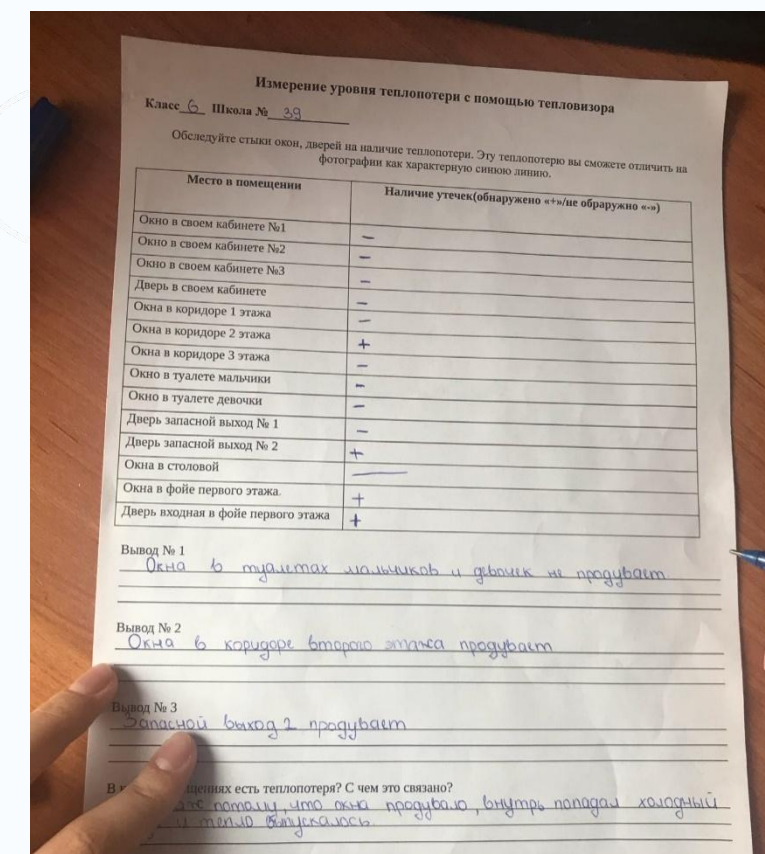 Измерение уровня теплопотери с помощью тепловизора
Класс 6 Школа № 39
Обследуйте стыки окон, дверей на наличие теплопотери. Эту теплопотерю вы сможете отличить на
фотографии как характерную синюю линию.
Место в помещении Наличие утечек(обнаружено «+»/не обраружно «-»)
Окно в своем кабинете №1 –
Окно в своем кабинете №2 –
Окно в своем кабинете №3 –
Дверь в своем кабинете –
Окна в коридоре 1 этажа –
Окна в коридоре 2 этажа +
Окна в коридоре 3 этажа –
Окно в туалете мальчики –
Окно в туалете девочки –
Дверь запасной выход № 1 –
Дверь запасной выход № 2 +
Окна в столовой —
Окна в фойе первого этажа. +
Дверь входная в фойе первого этажа +
Вывод № 1
Окна в туалетах мальчиков и девочек не продувает.
Вывод № 2
Окна в коридоре второго этажа продувает
Вывод № 3
Запасной выход 2 продувает
В есть теплопотеря? С чем это связано?
потому, что окна продувало, внутрь попадал холодный
и тепло выпускалось.